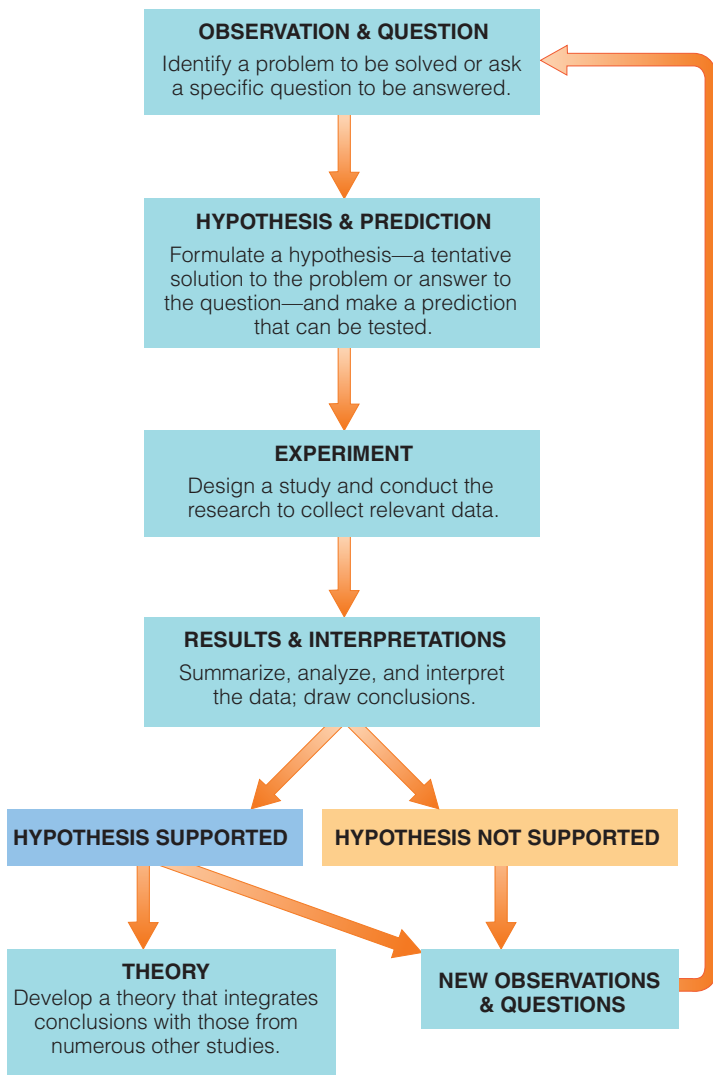 OBSERVATION & QUESTION
Identify a problem to be solved or ask
a specific question to be answered.
HYPOTHESIS & PREDICTION
Formulate a hypothesis—a tentative
solution to the problem or answer to
the question—and make a prediction
that can be tested.
EXPERIMENT
Design a study and conduct the
research to collect relevant data.
RESULTS & INTERPRETATIONS
Summarize, analyze, and interpret
the data; draw conclusions.
HYPOTHESIS SUPPORTED
HYPOTHESIS NOT SUPPORTED
THEORY
Develop a theory that integrates
conclusions with those from
numerous other studies.
NEW OBSERVATIONS
& QUESTIONS